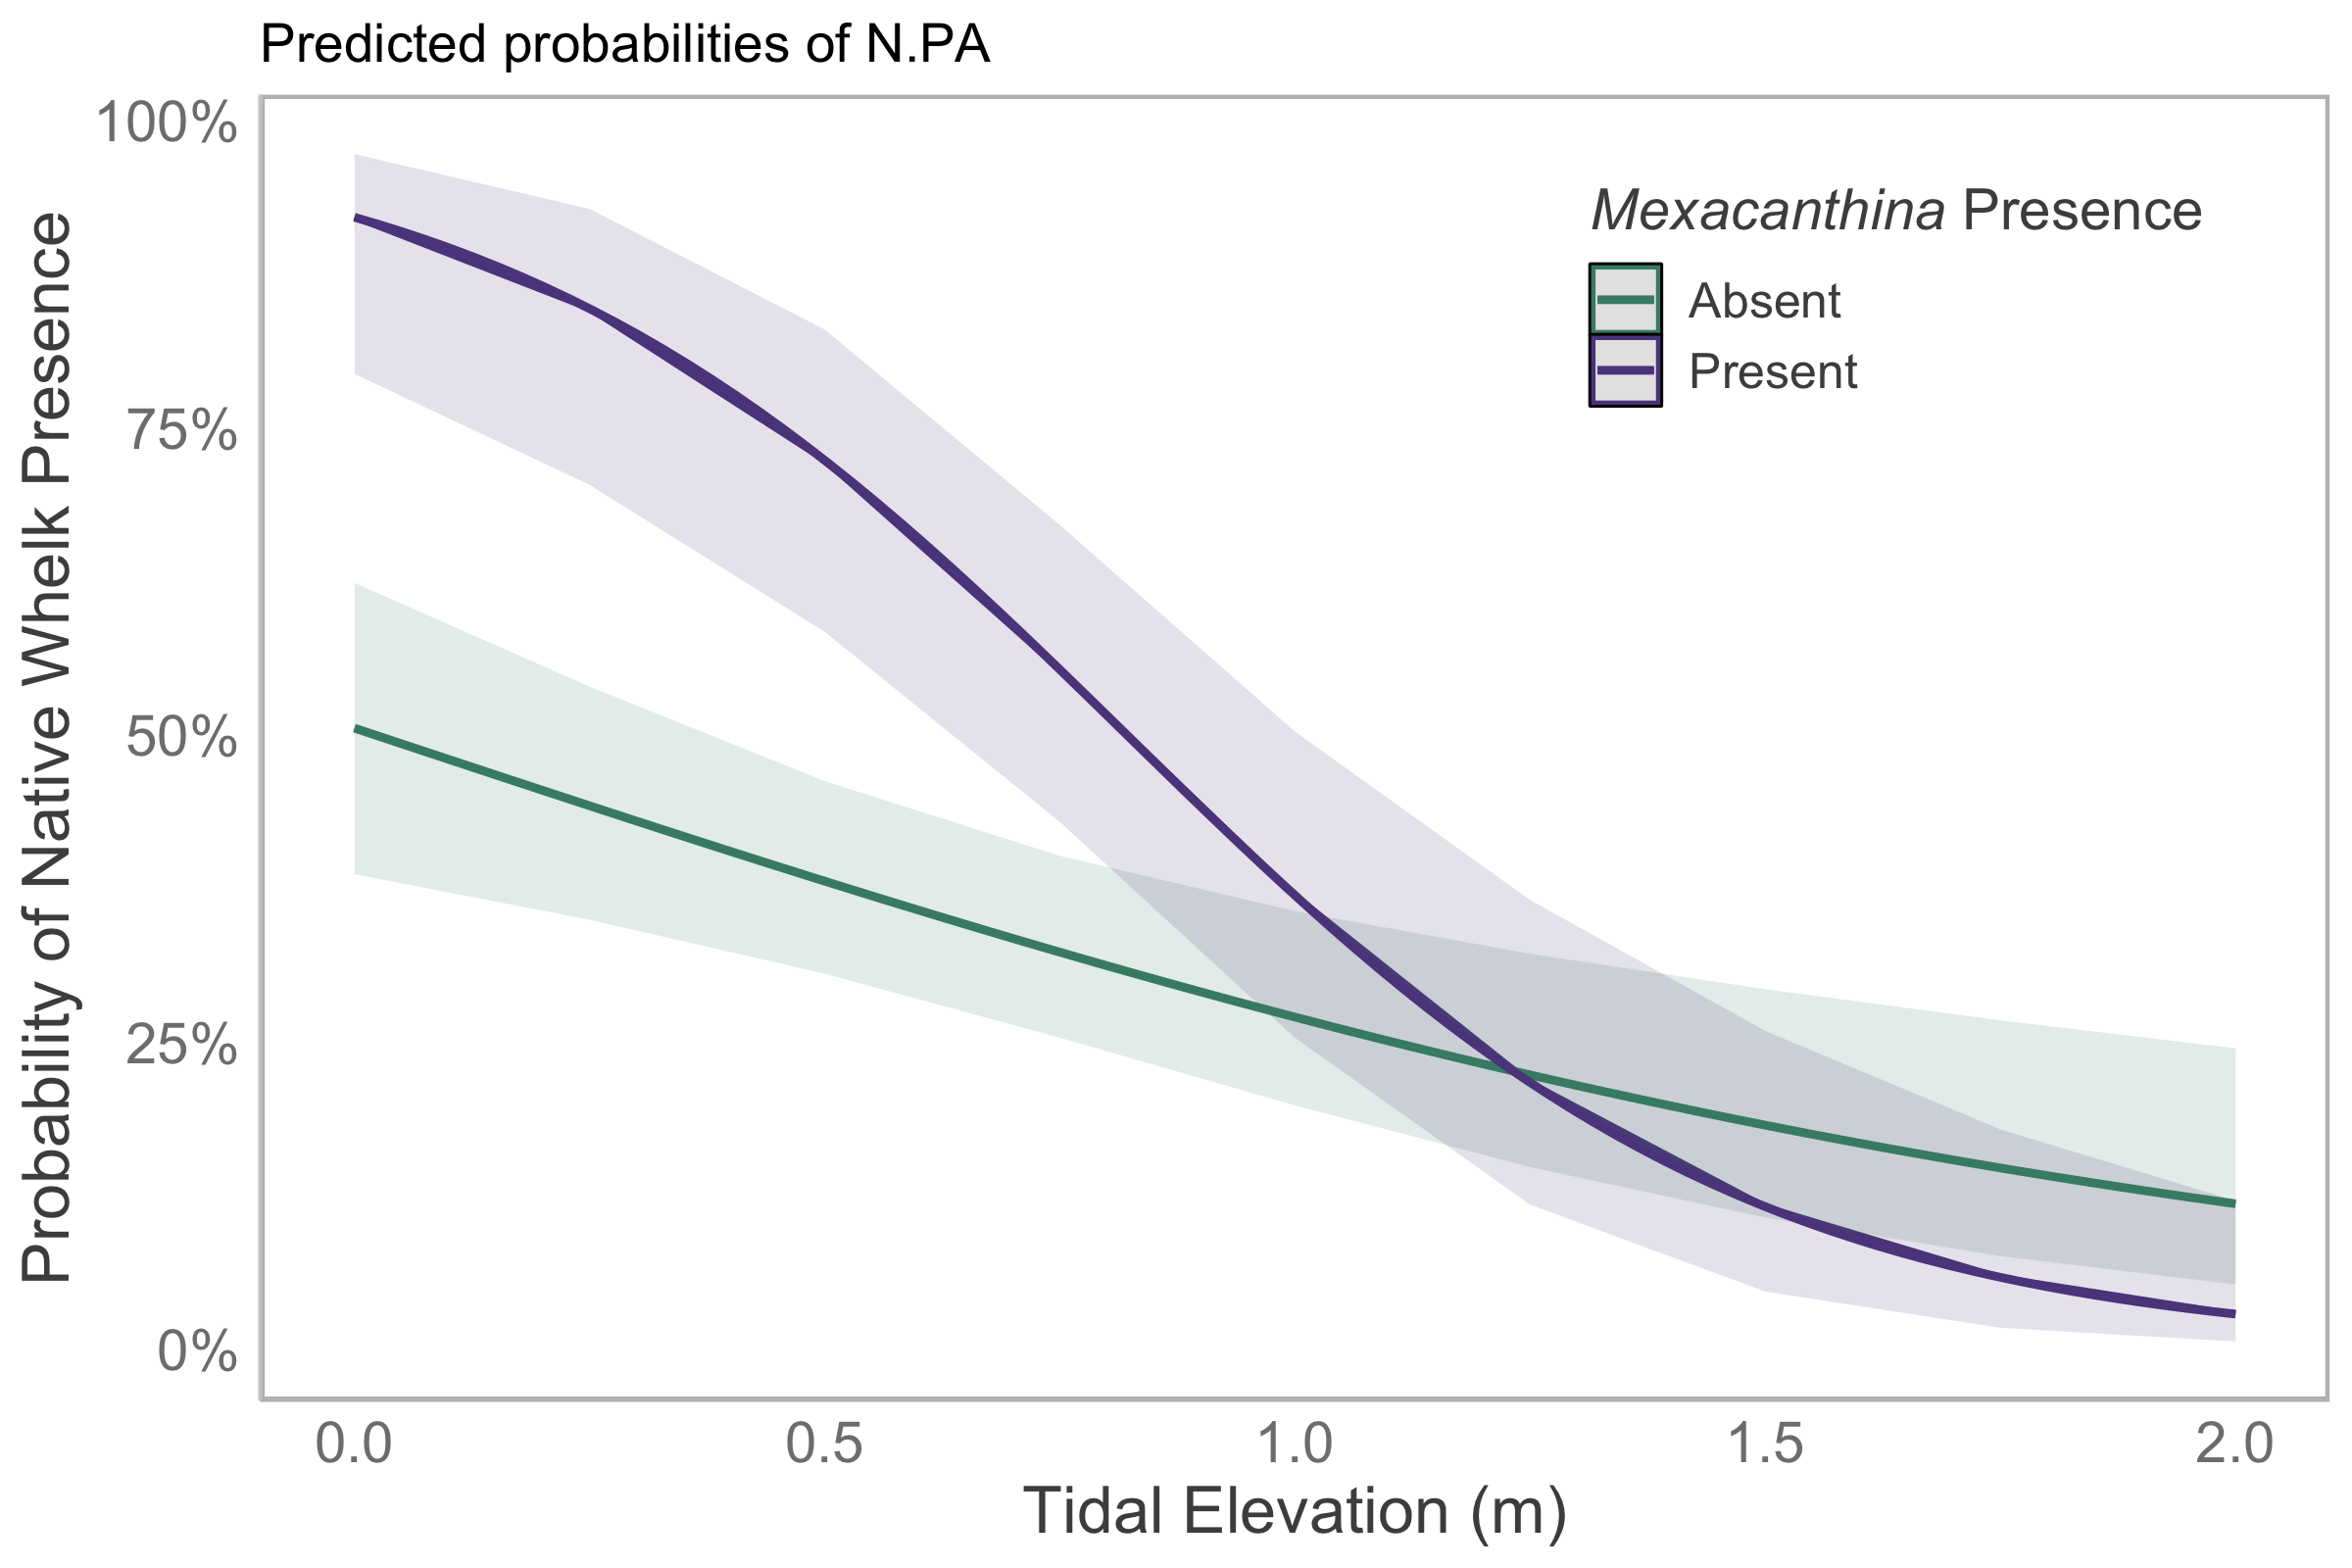 Predicted probabilities of N.PA
100%
75%
50%
25%
0%
Probability of Native Whelk Presence
Mexacanthina Presence
Absent
Present
0.0 0.5 1.0 1.5 2.0
Tidal Elevation (m)